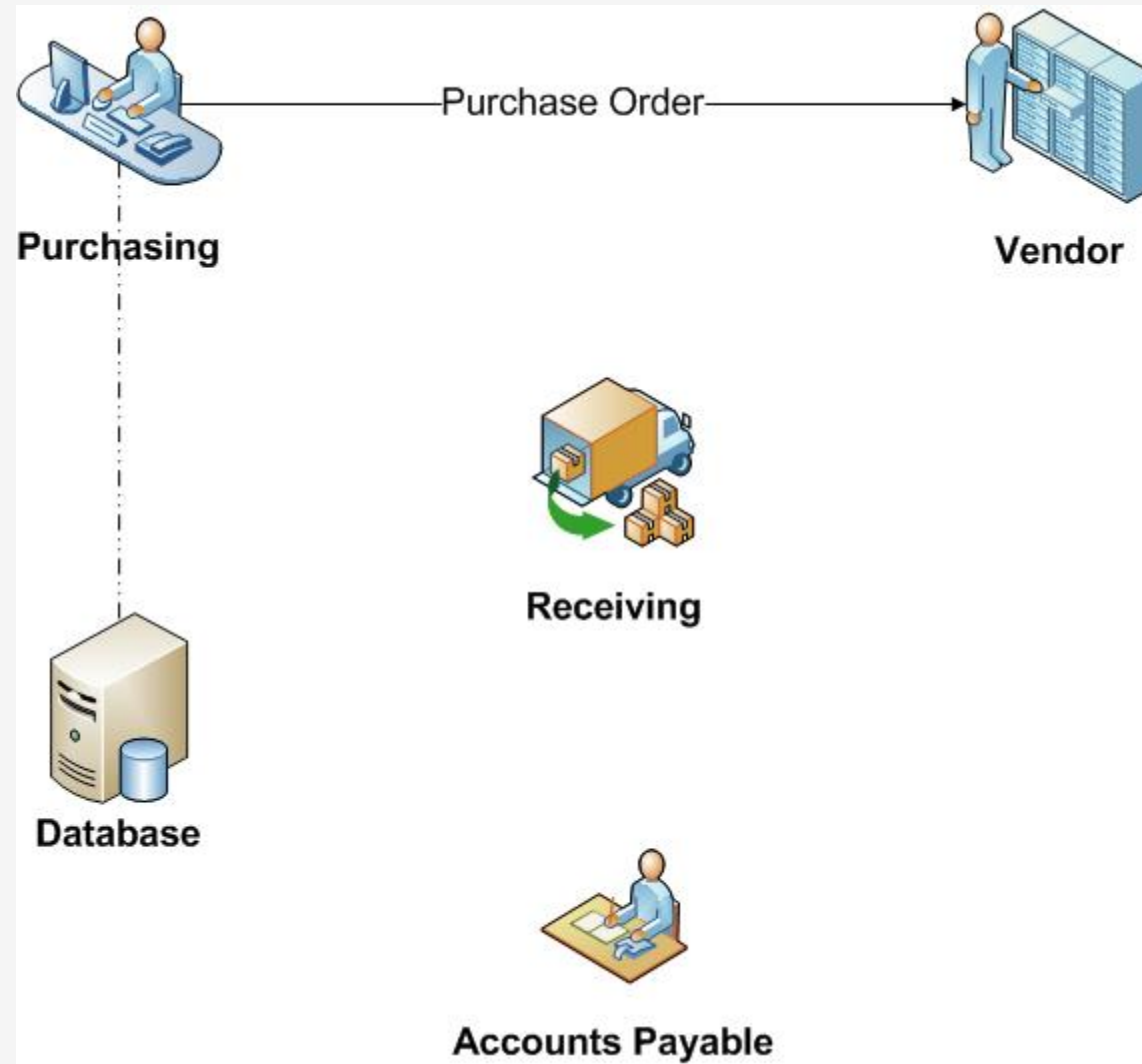 Purchase Order
Purchasing
Vendor
Receiving
Database
Accounts Payable